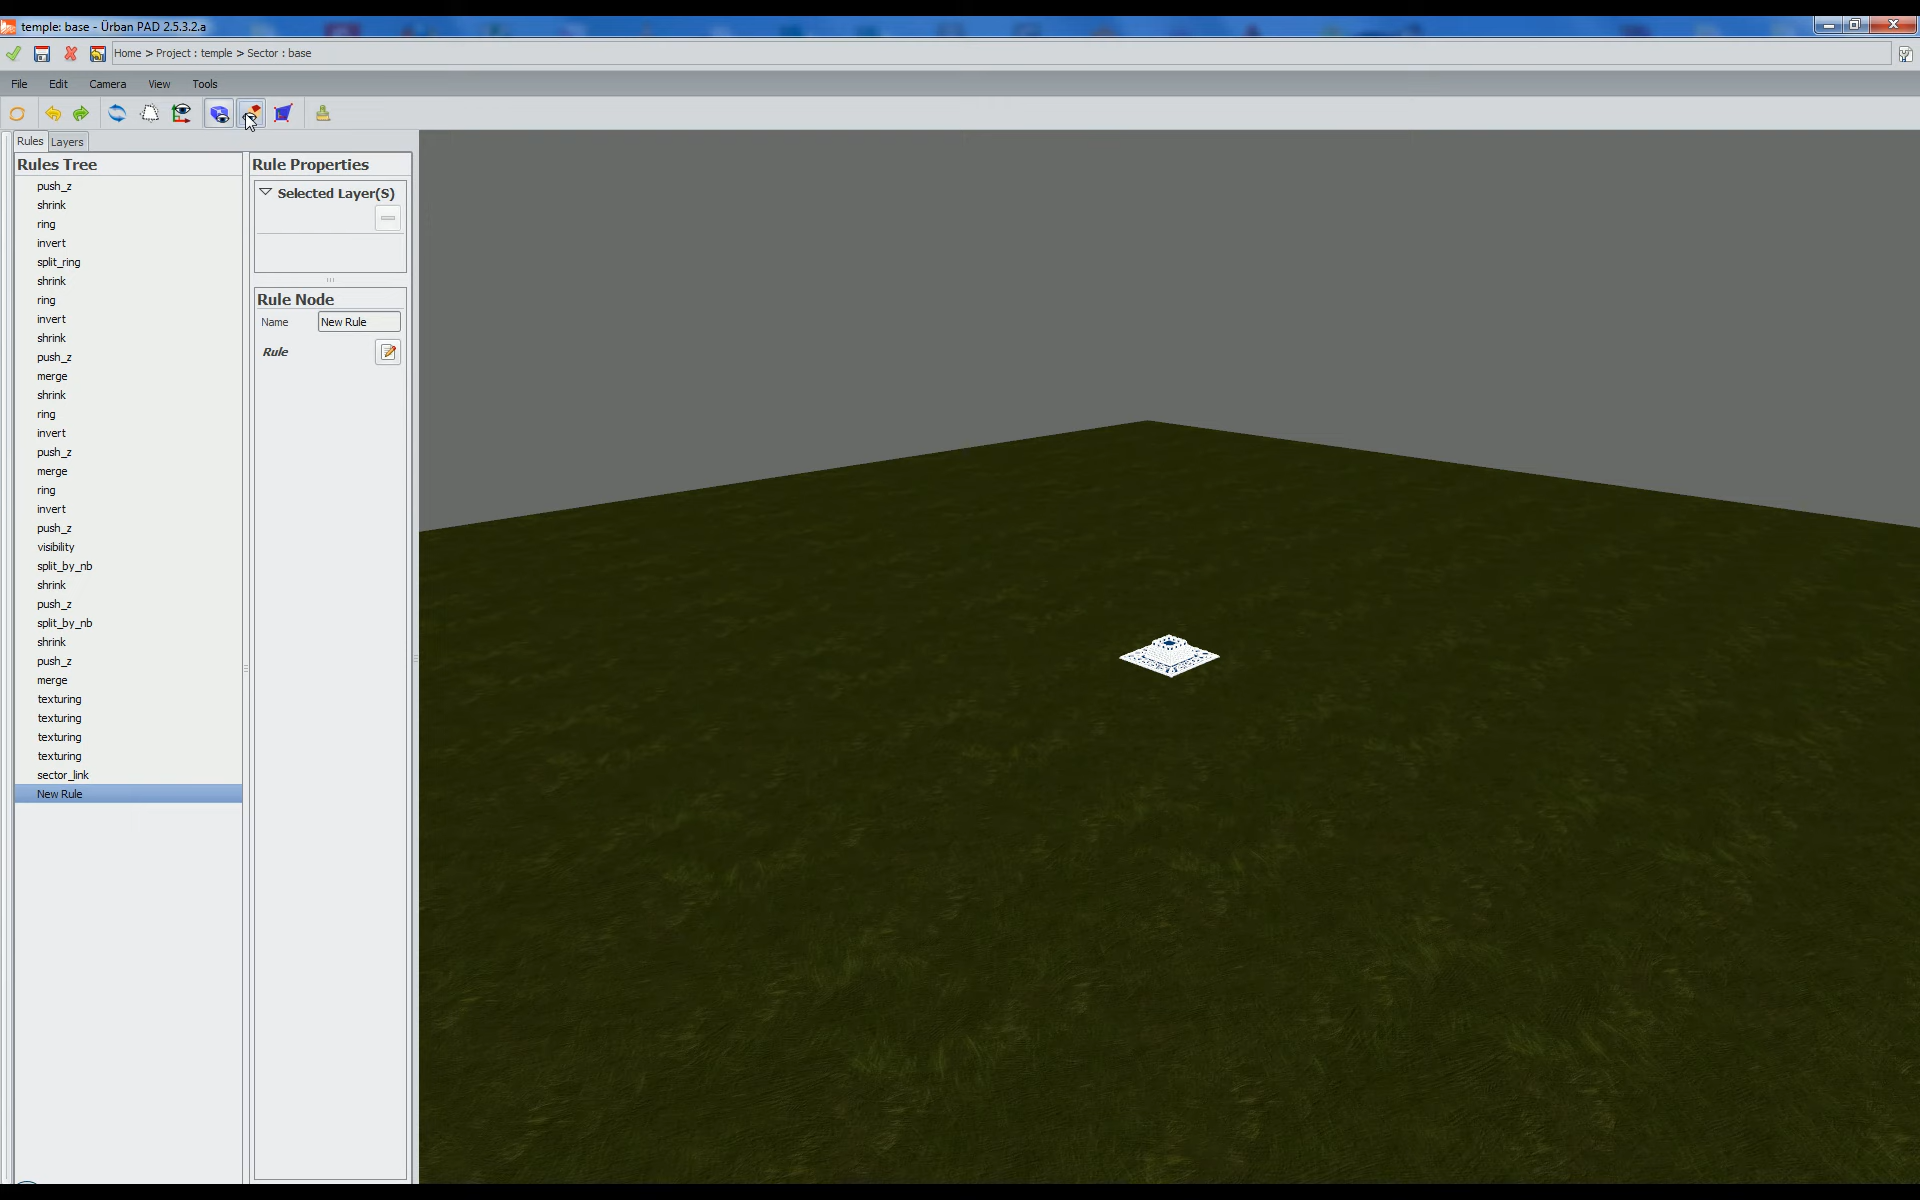 temple: base - Ürban PAD 2.5.3.2.a
Home > Project : temple > Sector : base
File Edit Camera View Tools
Rules Layers
Rules Tree
push_z
shrink
ring
invert
split_ring
shrink
ring
invert
shrink
push_z
merge
shrink
ring
invert
push_z
merge
ring
invert
push_z
visibility
split_by_nb
shrink
push_z
split_by_nb
shrink
push_z
merge
texturing
texturing
texturing
texturing
sector_link
New Rule
Rule Properties
Selected Layer(S)
Rule Node
Name New Rule
Rule